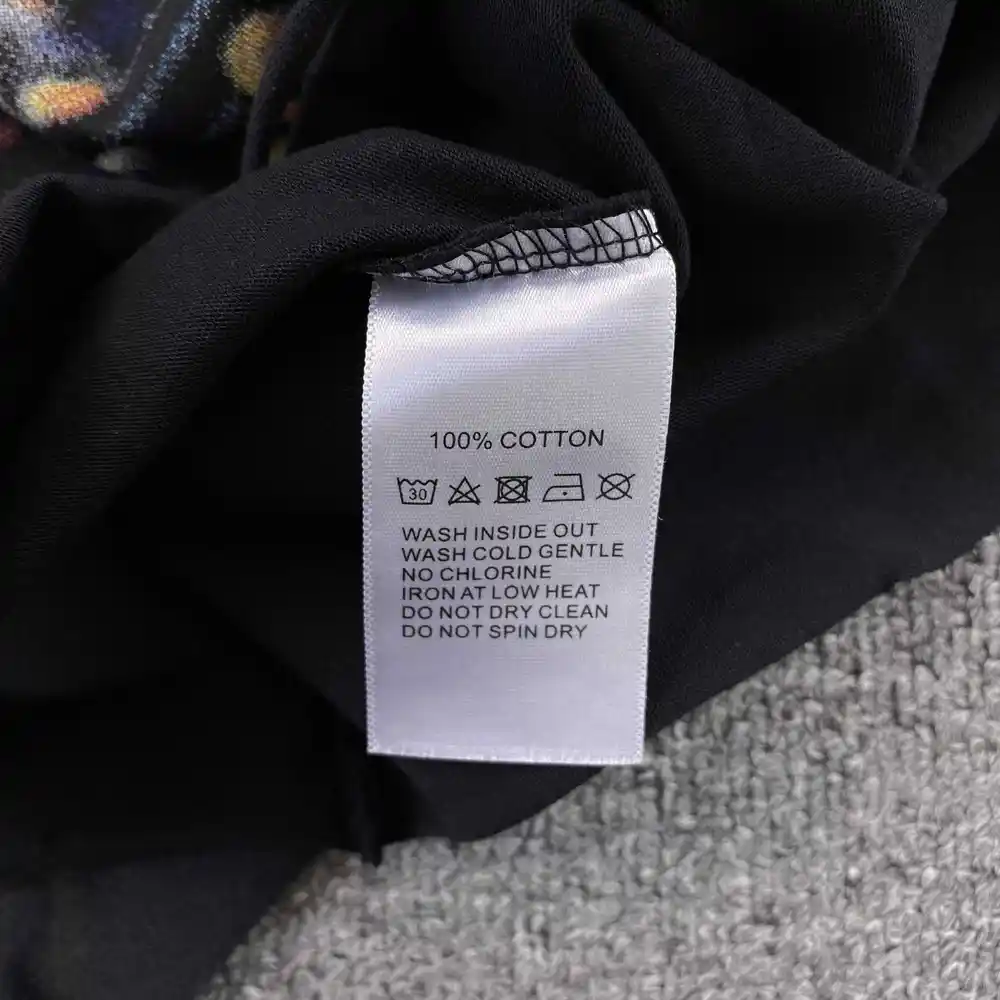 100% COTTON
30
WASH INSIDE OUT
WASH COLD GENTLE
NO CHLORINE
IRON AT LOW HEAT
DO NOT DRY CLEAN
DO NOT SPIN DRY